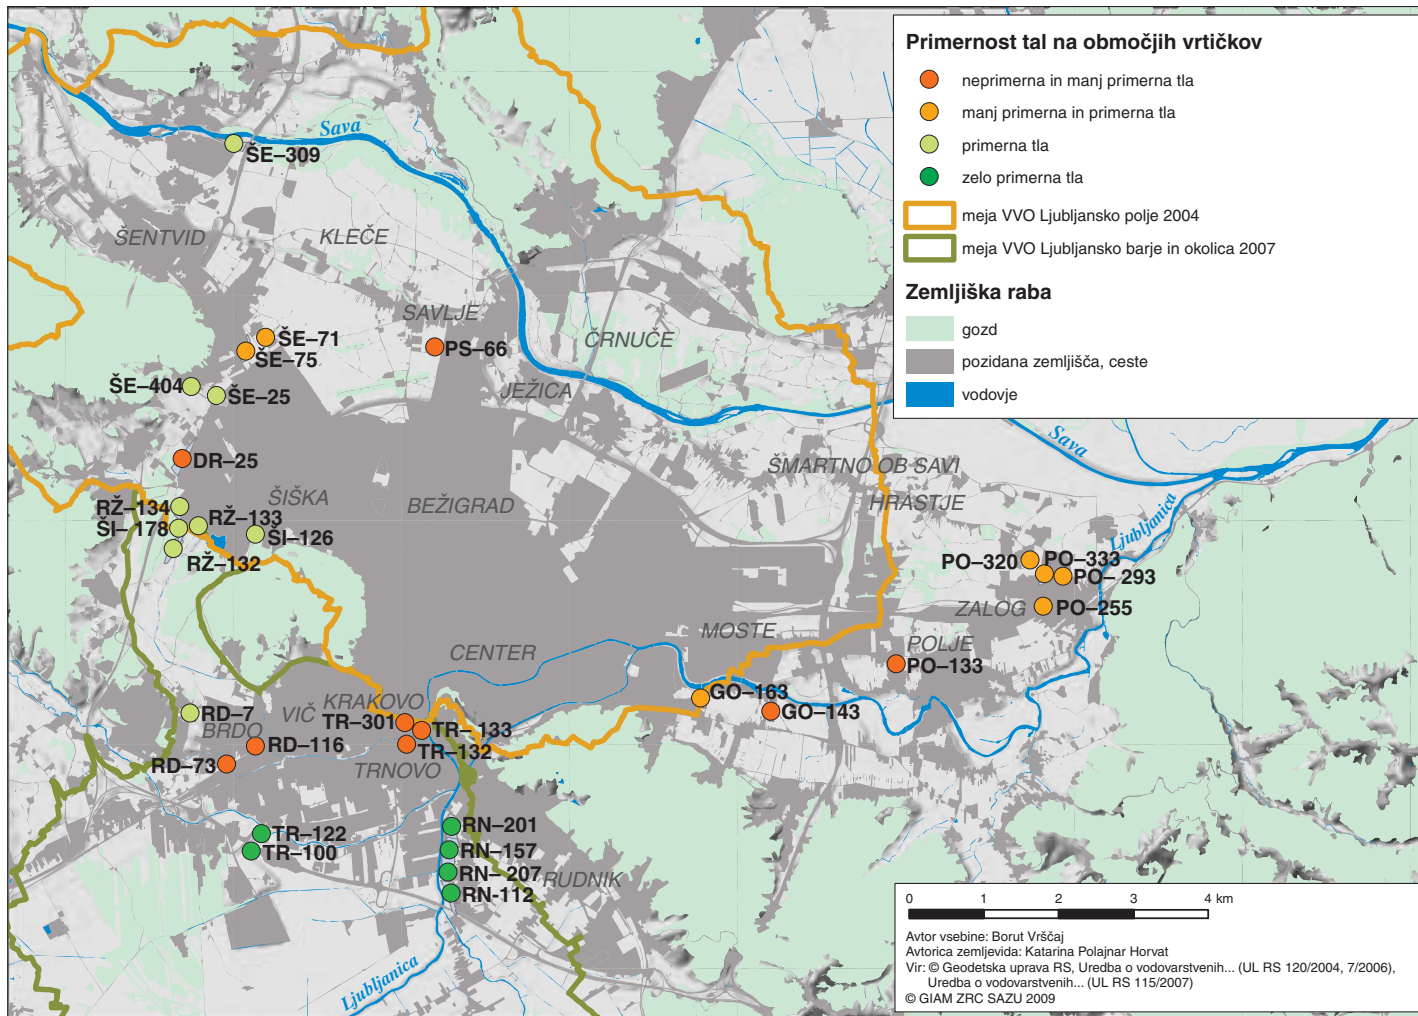 Primernost tal na območjih vrtičkov
neprimerna in manj primerna tla
manj primerna in primerna tla
primerna tla
zelo primerna tla
meja VVO Ljubljansko polje 2004
meja VVO Ljubljansko barje in okolica 2007
Zemljiška raba
gozd
pozidana zemljišča, ceste
vodovje
Sava
ŠE–309
ŠENTVID
KLEČE
SAVLJE
ČRNUČE
ŠE–71
ŠE–75
PS–66
ŠE–404
ŠE–25
JEŽICA
Sava
DR–25
ŠMARTNO OB SAVI
ŠIŠKA
BEŽIGRAD
HRASTJE
RŽ–134
RŽ–133
ŠI–178
ŠI–126
RŽ–132
Ljubljanica
PO–320
PO–333
PO–293
ZALOG
PO–255
MOSTE
POLJE
CENTER
PO–133
GO–163
GO–143
KRAKOVO
VIČ
RD–7
BRDO
TR–301
TR–133
TR–132
RD–116
RD–73
TRNOVO
TR–122
TR–100
RN–201
RN–157
RN–207
RUDNIK
RN-112
Ljubljanica
0 1 2 3 4 km
Avtor vsebine: Borut Vrščaj
Avtorica zemljevida: Katarina Polajnar Horvat
Vir: © Geodetska uprava RS, Uredba o vodovarstvenih... (UL RS 120/2004, 7/2006),
Uredba o vodovarstvenih... (UL RS 115/2007)
© GIAM ZRC SAZU 2009